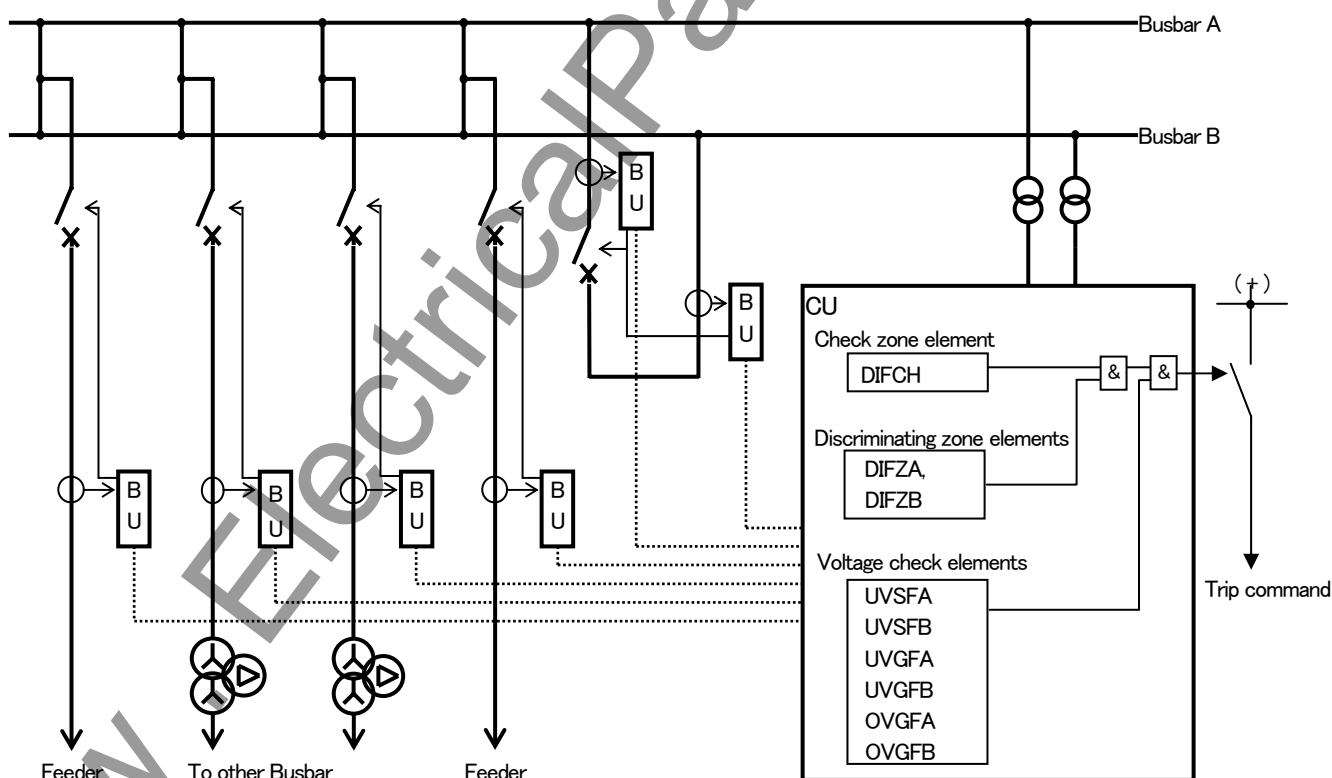 Busbar A
Busbar B
B
U
B
U
(+)
CU
Check zone element
DIFCH
&
&
Discriminating zone elements
DIFZA,
DIFZB
B
U
B
U
B
U
B
U
Voltage check elements
UVSFA
UVSFB
UVGFA
UVGFB
OVGFA
OVGFB
Trip command
Feeder
To other Busbar
Feeder
w . ElectricalPa